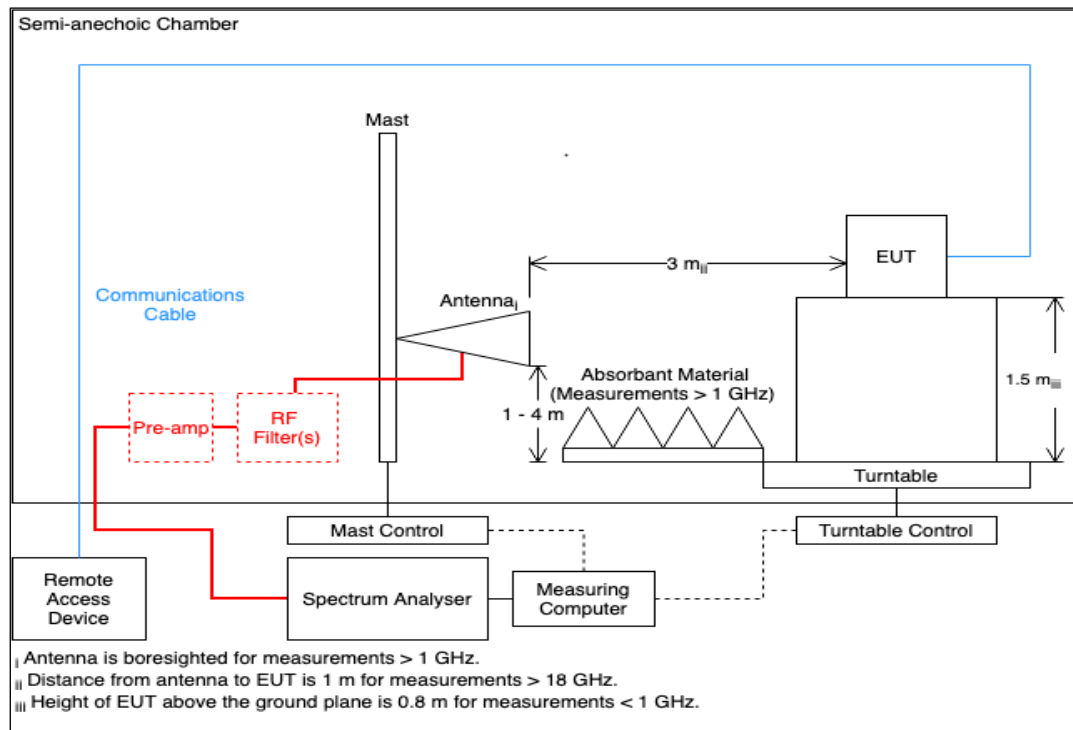 Semi-anechoic Chamber
Mast
EUT
3 mii
Communications
Cable
Antennai
Absorbant Material
(Measurements > 1 GHz)
1.5 miii
1 - 4 m
Pre-amp
RF
Filter(s)
Turntable
Mast Control
Turntable Control
Remote
Access
Device
Spectrum Analyser
Measuring
Computer
i Antenna is boresighted for measurements > 1 GHz.
ii Distance from antenna to EUT is 1 m for measurements > 18 GHz.
iii Height of EUT above the ground plane is 0.8 m for measurements < 1 GHz.